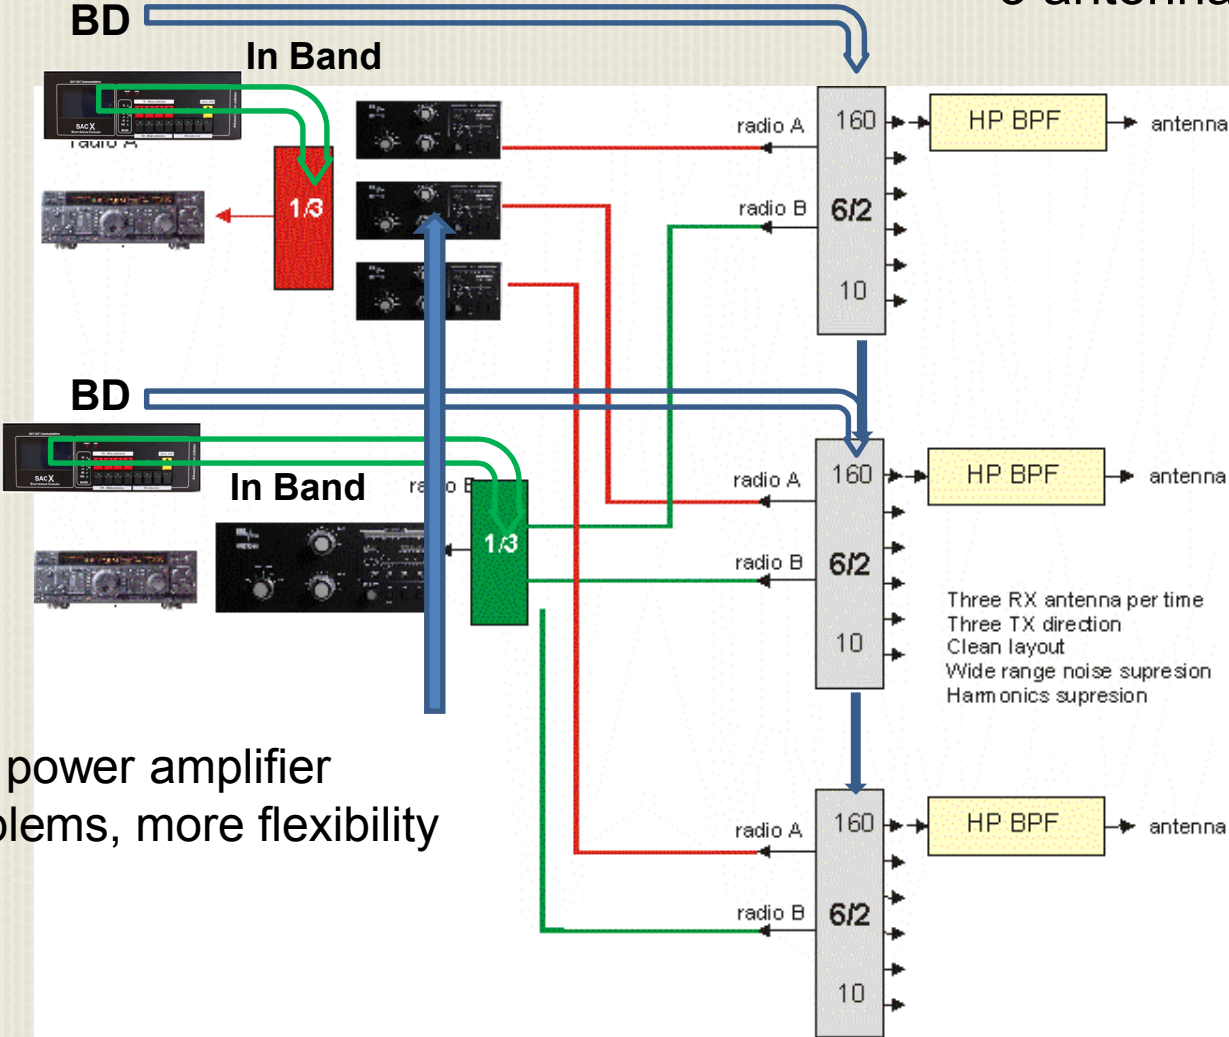 BD
In Band
SAC X
radio A
1/3
radio A
160
HP BPF
antenna
radio B
6/2
10
BD
SAC X
In Band
1/3
radio A
160
HP BPF
antenna
radio B
6/2
10
Three RX antenna per time
Three TX direction
Clean layout
Wide range noise supresion
Harmonics supresion
power amplifier
more flexibility
radio A
160
HP BPF
antenna
radio B
6/2
10